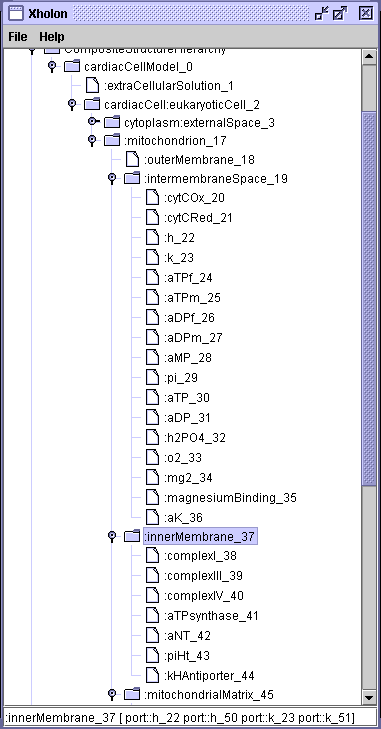 Xholon
File Help
CompositeStructureHierarchy
cardiacCellModel_0
:extraCellularSolution_1
cardiacCell:eukaryoticCell_2
cytoplasm:externalSpace_3
:mitochondrion_17
:outerMembrane_18
:intermembraneSpace_19
:cytCOx_20
:cytCRed_21
:h_22
:k_23
:aTPf_24
:aTPm_25
:aDPf_26
:aDPm_27
:aMP_28
:pi_29
:aTP_30
:aDP_31
:h2PO4_32
:o2_33
:mg2_34
:magnesiumBinding_35
:aK_36
:innerMembrane_37
:complexI_38
:complexIII_39
:complexIV_40
:aTPsynthase_41
:aNT_42
:piHt_43
:kHAntiporter_44
:mitochondrialMatrix_45
:innerMembrane_37 [ port::h_22 port::h_50 port::k_23 port::k_51]